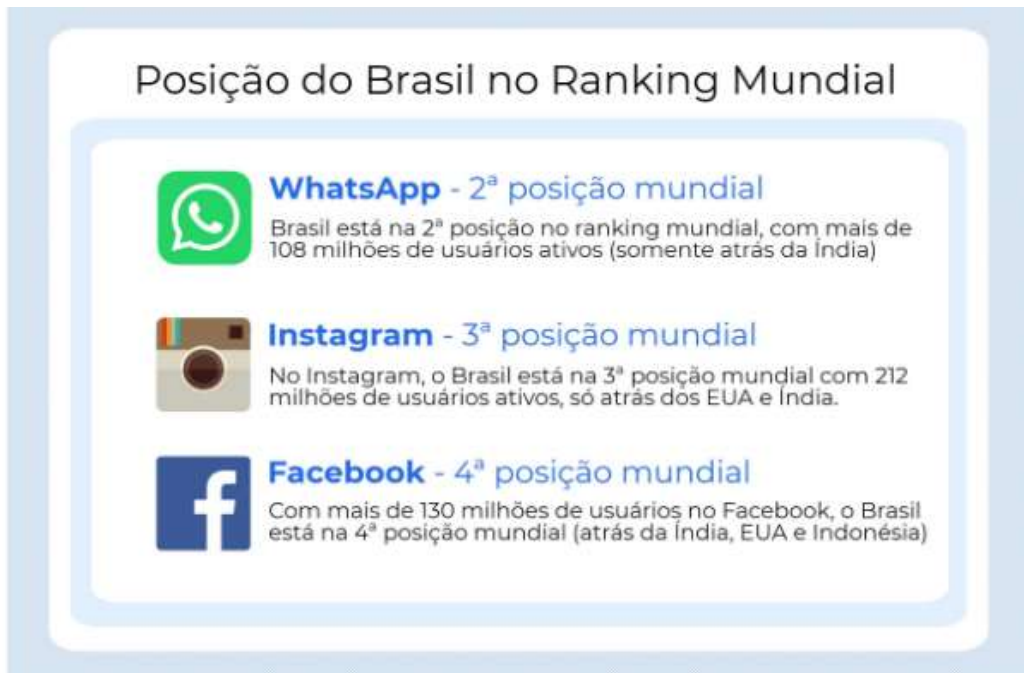 Posição do Brasil no Ranking Mundial
WhatsApp - 2ª posição mundial
Brasil está na 2ª posição no ranking mundial, com mais de
108 milhões de usuários ativos (somente atrás da Índia)
Instagram - 3ª posição mundial
No Instagram, o Brasil está na 3ª posição mundial com 212
milhões de usuários ativos, só atrás dos EUA e Índia.
Facebook - 4ª posição mundial
Com mais de 130 milhões de usuários no Facebook, o Brasil
está na 4ª posição mundial (atrás da Índia, EUA e Indonésia)